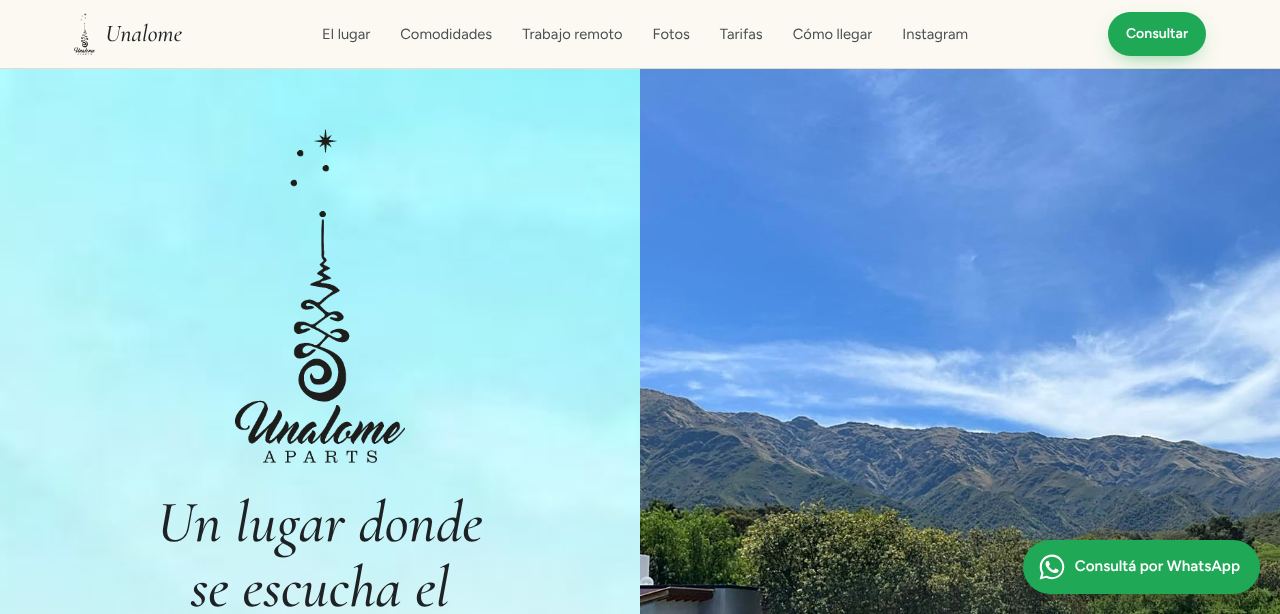 Unalome
El lugar
Comodidades
Trabajo remoto
Fotos
Tarifas
Cómo llegar
Instagram
Consultar
Unalome
APARTS
Un lugar donde
se escucha el
Consultá por WhatsApp